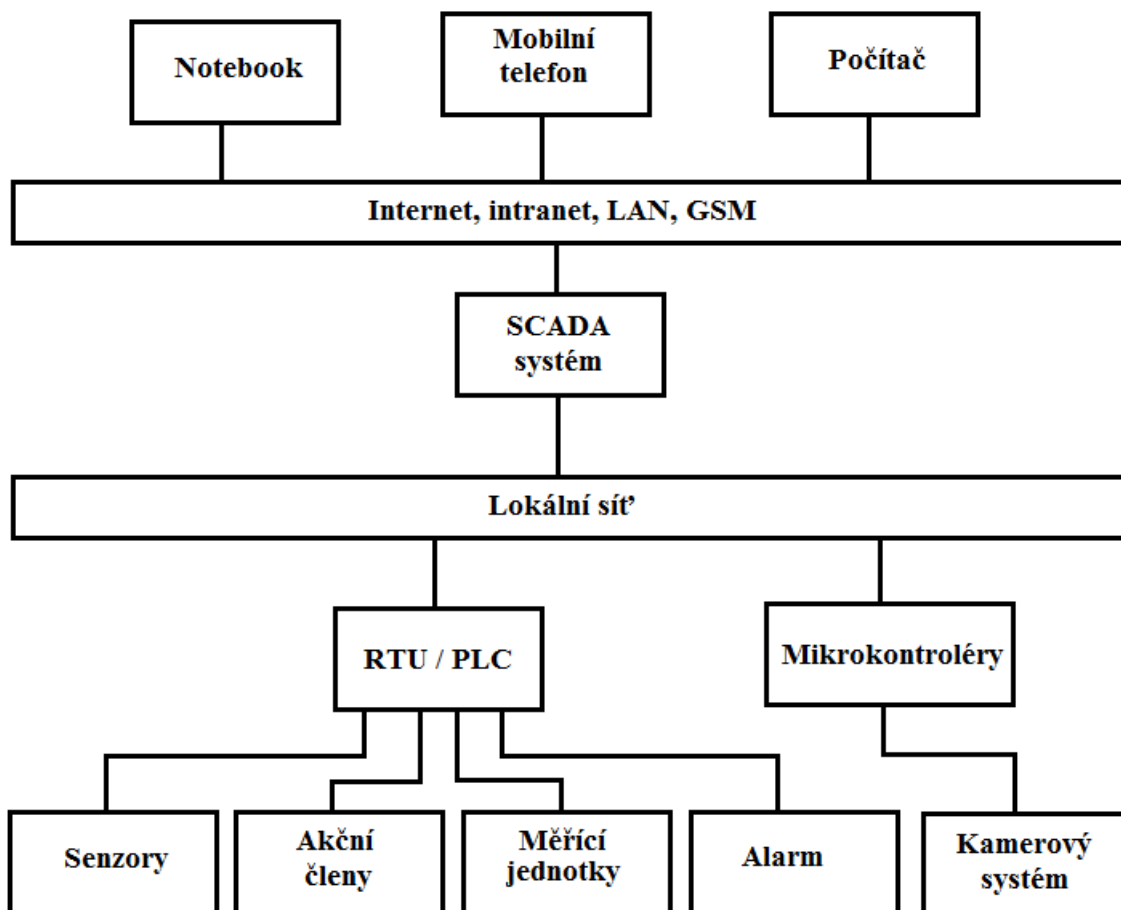 Notebook
Mobilní
telefon
Počítač
Internet, intranet, LAN, GSM
SCADA
systém
Lokální síť
RTU / PLC
Mikrokontroléry
Senzory
Akční
členy
Měřící
jednotky
Alarm
Kamerový
systém